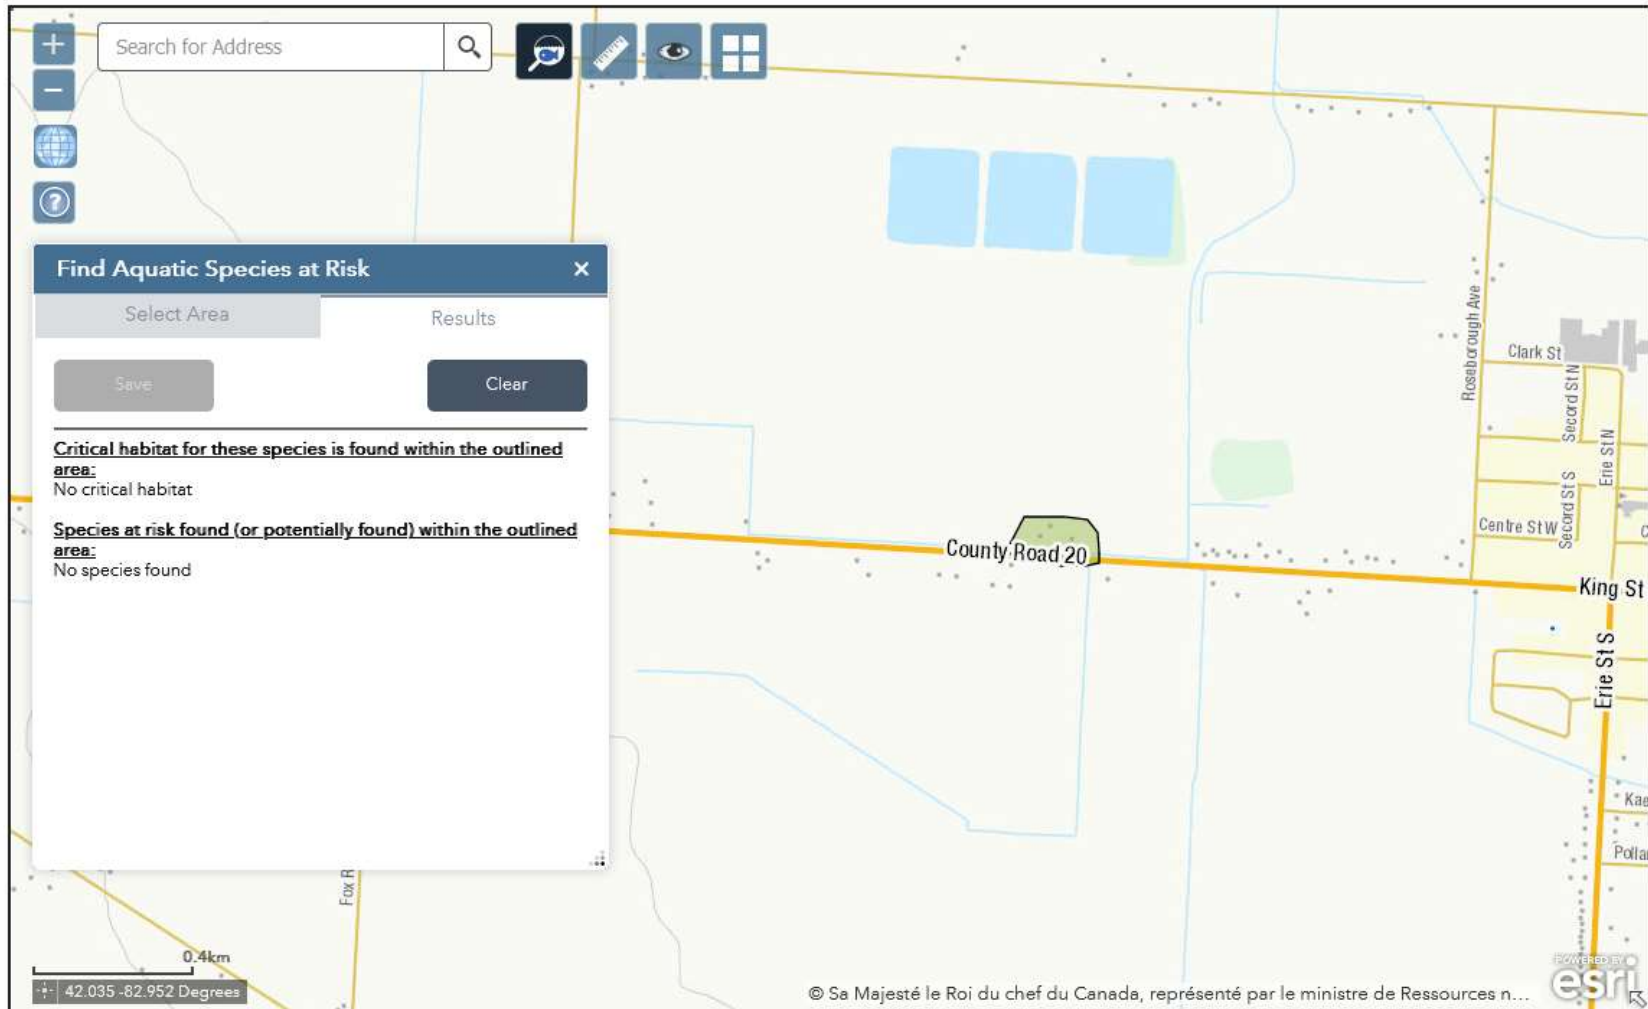 Search for Address
Find Aquatic Species at Risk
Select Area
Results
Save
Clear
Critical habitat for these species is found within the outlined
area:
No critical habitat
Species at risk found (or potentially found) within the outlined
area:
No species found
Roseborough Ave
Clark St
Second St N
Erie St N
Second St S
Centre St W
C
County Road 20
King St
Erie St S
Kae
Polla
Fox R
0.4km
42.035 -82.952 Degrees
© Sa Majesté le Roi du chef du Canada, représenté par le ministre de Ressources n...
POWERED BY
esri